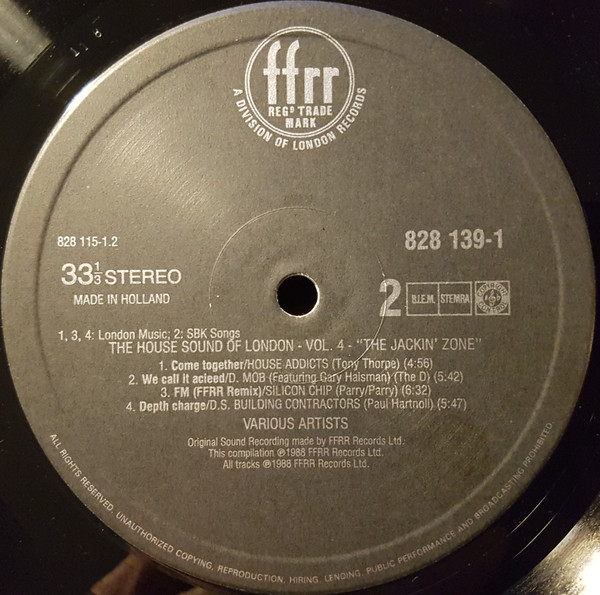 ffrr
REGD TRADE
MARK
A DIVISION OF LONDON RECORDS
828 115-1.2
828 139-1
33⅓ STEREO
MADE IN HOLLAND
2
B.I.E.M. STEMRA
1, 3, 4: London Music; 2: SBK Songs
THE HOUSE SOUND OF LONDON - VOL. 4 - "THE JACKIN' ZONE"
1. Come together/HOUSE ADDICTS (Tony Thorpe) (4:56)
2. We call it acieed/D. MOB (Featuring Gary Haisman) (The D) (5:42)
3. FM (FFRR Remix)/SILICON CHIP (Parry/Parry) (6:32)
4. Depth charge/D.S. BUILDING CONTRACTORS (Paul Hartnoll) (5:47)
VARIOUS ARTISTS
Original Sound Recording made by FFRR Records Ltd.
This compilation ℗1988 FFRR Records Ltd.
All tracks ℗1988 FFRR Records Ltd.
ALL RIGHTS RESERVED. UNAUTHORIZED COPYING, REPRODUCTION, HIRING, LENDING, PUBLIC PERFORMANCE AND BROADCASTING PROHIBITED.